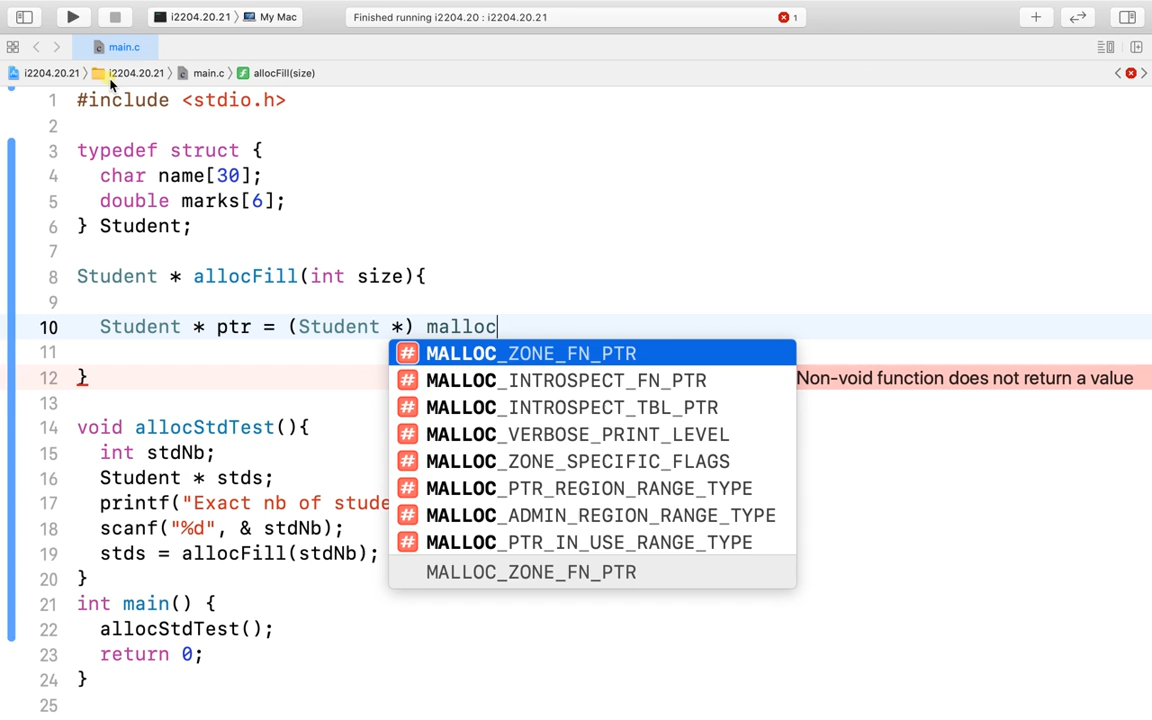 i2204.20.21 〉 My Mac
Finished running i2204.20 : i2204.20.21
1
main.c
i2204.20.21 〉 i2204.20.21 〉 main.c 〉 allocFill(size)
1 #include <stdio.h>
2
3 typedef struct {
4 char name[30];
5 double marks[6];
6 } Student;
7
8 Student * allocFill(int size){
9
10 Student * ptr = (Student *) malloc
11
12 }
Non-void function does not return a value
13
14 void allocStdTest(){
15 int stdNb;
16 Student * stds;
17 printf("Exact nb of stude
18 scanf("%d", & stdNb);
19 stds = allocFill(stdNb);
20 }
21 int main() {
22 allocStdTest();
23 return 0;
24 }
25
# MALLOC_ZONE_FN_PTR
# MALLOC_INTROSPECT_FN_PTR
# MALLOC_INTROSPECT_TBL_PTR
# MALLOC_VERBOSE_PRINT_LEVEL
# MALLOC_ZONE_SPECIFIC_FLAGS
# MALLOC_PTR_REGION_RANGE_TYPE
# MALLOC_ADMIN_REGION_RANGE_TYPE
# MALLOC_PTR_IN_USE_RANGE_TYPE
MALLOC_ZONE_FN_PTR